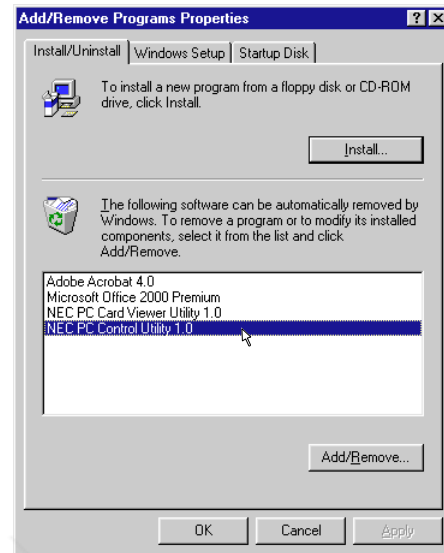 Add/Remove Programs Properties
Install/Uninstall Windows Setup Startup Disk
To install a new program from a floppy disk or CD-ROM
drive, click Install.
Install...
The following software can be automatically removed by
Windows. To remove a program or to modify its installed
components, select it from the list and click
Add/Remove.
Adobe Acrobat 4.0
Microsoft Office 2000 Premium
NEC PC Card Viewer Utility 1.0
NEC PC Control Utility 1.0
Add/Remove...
OK Cancel Apply